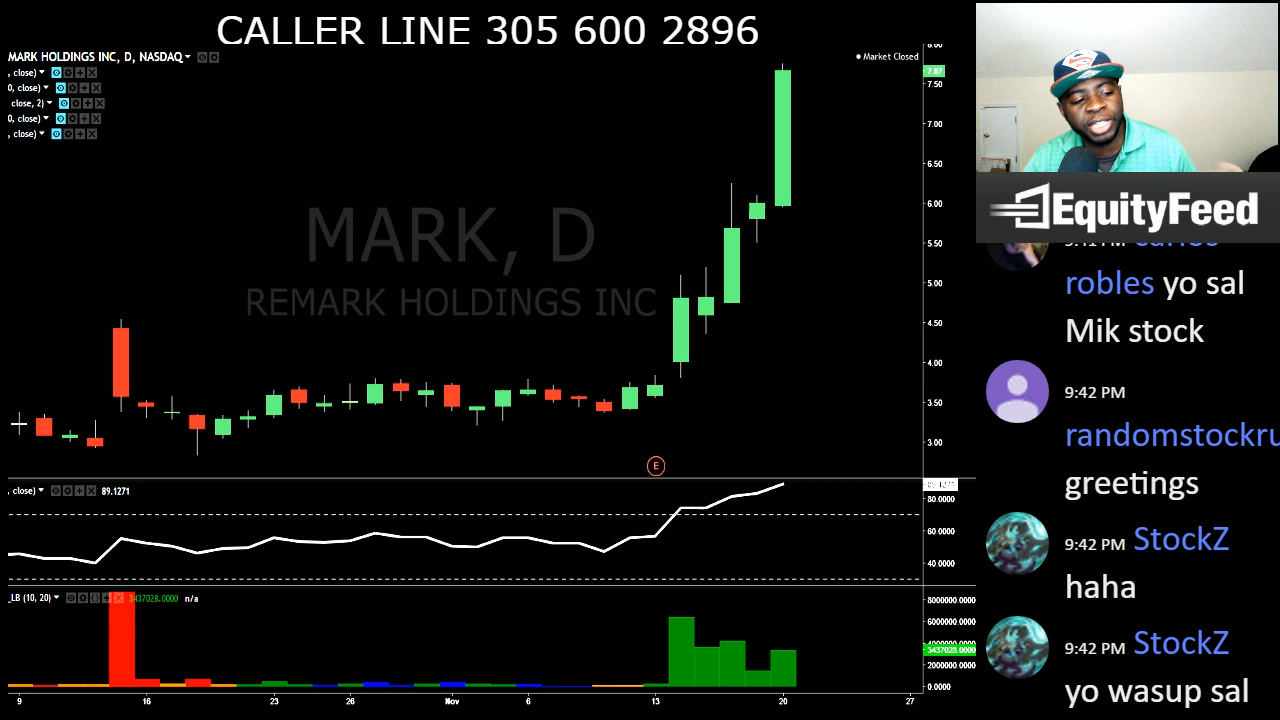 CALLER LINE 305 600 2896
MARK HOLDINGS INC, D, NASDAQ
Market Closed
, close)
0, close)
close, 2)
0, close)
, close)
8.00
7.67
7.50
7.00
6.50
6.00
5.50
5.00
4.50
4.00
3.50
3.00
MARK, D
REMARK HOLDINGS INC
E
, close) 89.1271
80.0000
60.0000
40.0000
_LB (10, 20) 3437028.0000 n/a
8000000.0000
6000000.0000
3437028.0000
2000000.0000
0.0000
9 16 23 26 Nov 6 13 20 27
EquityFeed
robles yo sal
Mik stock
9:42 PM
randomstockru
greetings
9:42 PM StockZ
haha
9:42 PM StockZ
yo wasup sal